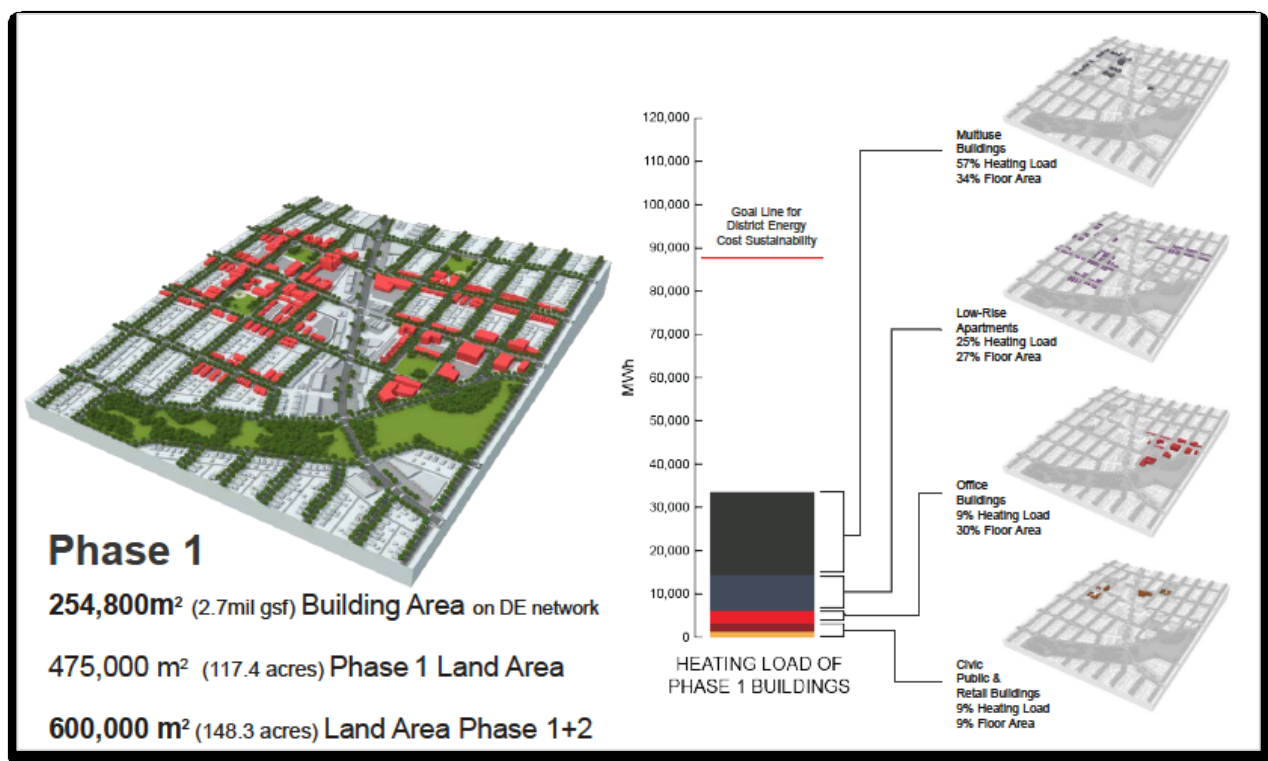 Phase 1
254,800m² (2.7mil gsf) Building Area on DE network
475,000 m² (117.4 acres) Phase 1 Land Area
600,000 m² (148.3 acres) Land Area Phase 1+2
MWh
120,000
110,000
100,000
90,000
80,000
70,000
60,000
50,000
40,000
30,000
20,000
10,000
0
Goal Line for
District Energy
Cost Sustainability
HEATING LOAD OF
PHASE 1 BUILDINGS
Multiuse
Buildings
57% Heating Load
34% Floor Area
Low-Rise
Apartments
25% Heating Load
27% Floor Area
Office
Buildings
9% Heating Load
30% Floor Area
Civic
Public &
Retail Buildings
9% Heating Load
9% Floor Area